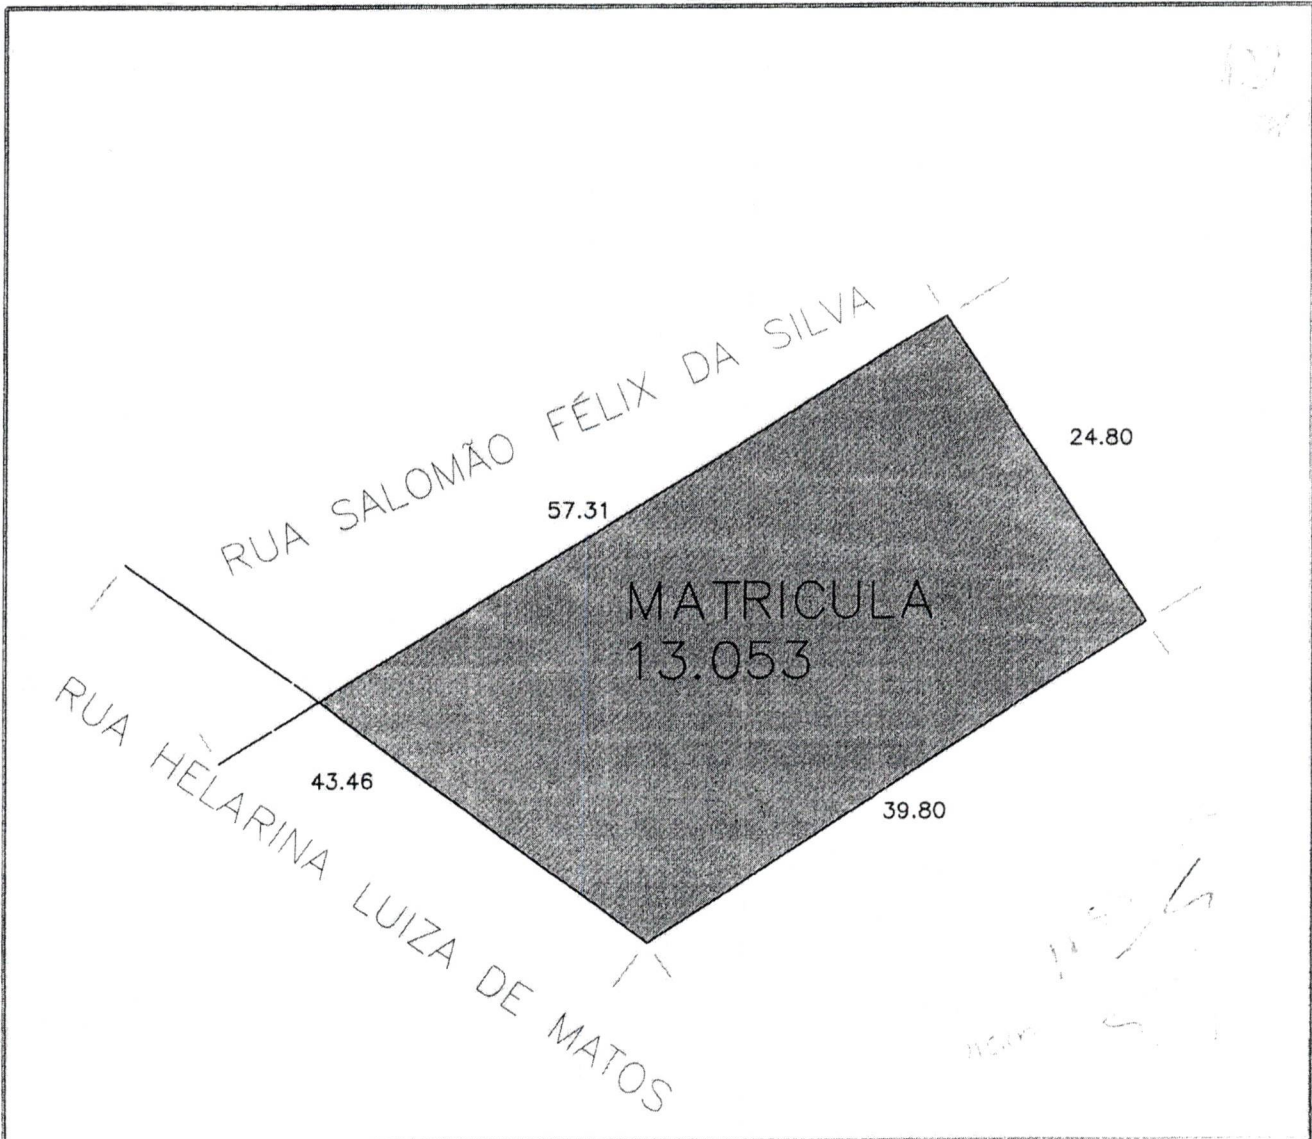 RUA SALOMÃO FÉLIX DA SILVA
24.80
57.31
MATRICULA
13.053
RUA HELARINA LUIZA DE MATOS
43.46
39.80